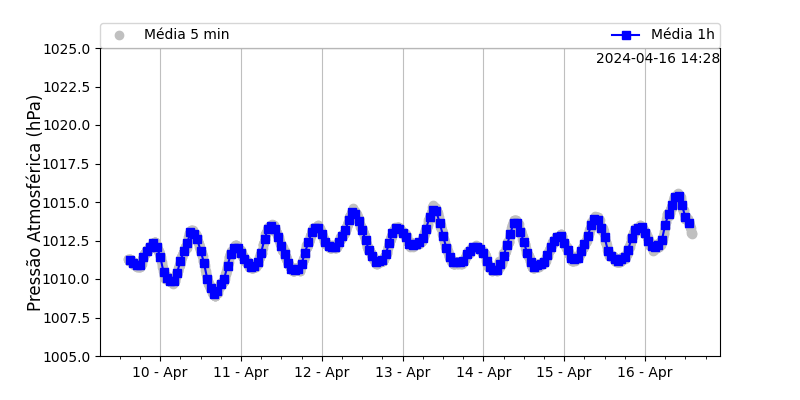 Média 5 min
Média 1h
2024-04-16 14:28
Pressão Atmosférica (hPa)
1025.0
1022.5
1020.0
1017.5
1015.0
1012.5
1010.0
1007.5
1005.0
10 - Apr
11 - Apr
12 - Apr
13 - Apr
14 - Apr
15 - Apr
16 - Apr